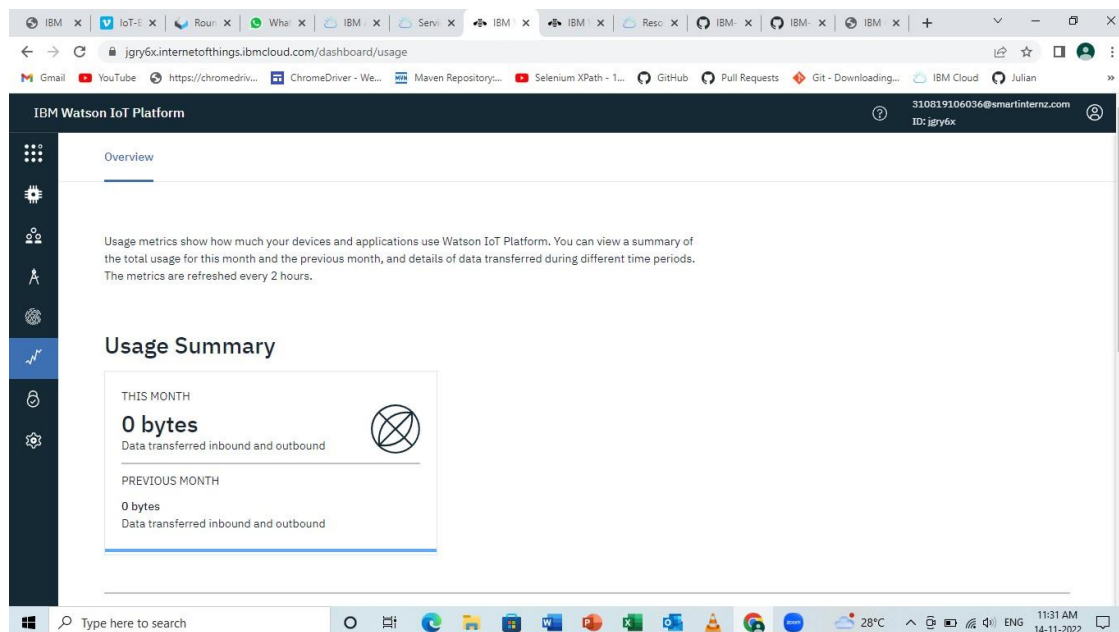 IBM
IoT-E
Roun
What
IBM
Servi
IBM
IBM
Reso
IBM-
IBM-
IBM
jgry6x.internetofthings.ibmcloud.com/dashboard/usage
Gmail YouTube https://chromedriv... ChromeDriver - We... Maven Repository:... Selenium XPath - 1... GitHub Pull Requests Git - Downloading... IBM Cloud Julian »
IBM Watson IoT Platform
310819106036@smartinternz.com
ID: jgry6x
Overview
Usage metrics show how much your devices and applications use Watson IoT Platform. You can view a summary of
the total usage for this month and the previous month, and details of data transferred during different time periods.
The metrics are refreshed every 2 hours.
Usage Summary
THIS MONTH
0 bytes
Data transferred inbound and outbound
PREVIOUS MONTH
0 bytes
Data transferred inbound and outbound
Type here to search
zoom
28°C
ENG
11:31 AM
14-11-2022